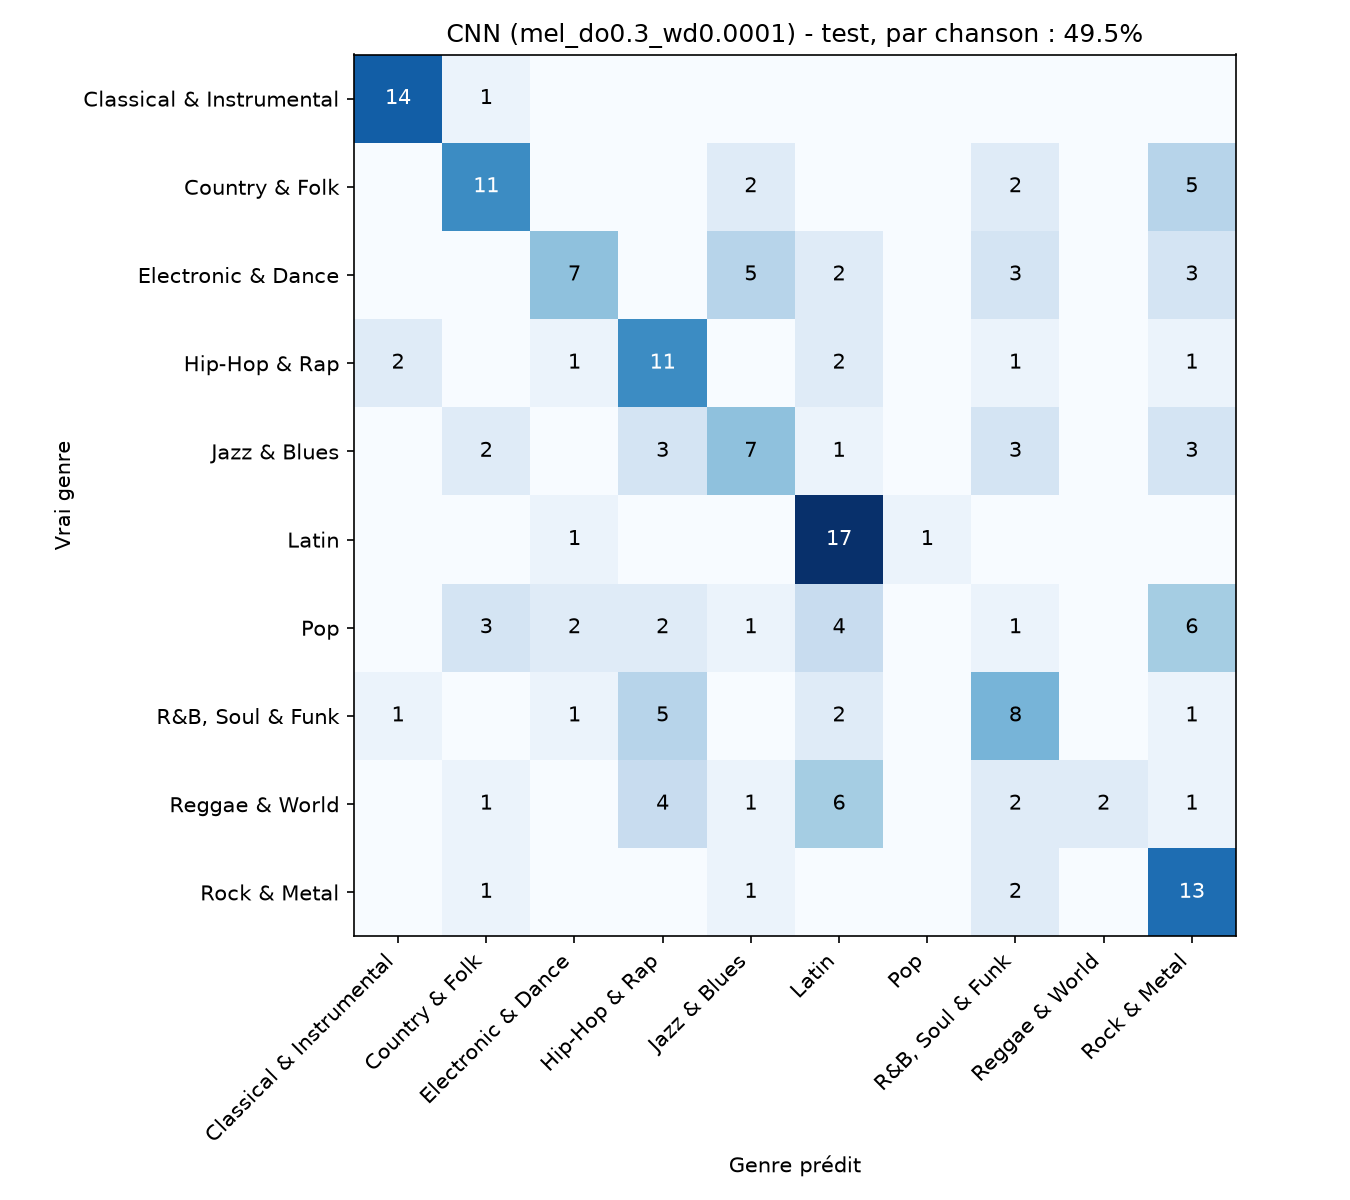 CNN (mel_do0.3_wd0.0001) - test, par chanson : 49.5%
Classical & Instrumental 14 1
Country & Folk 11 2 2 5
Electronic & Dance 7 5 2 3 3
Hip-Hop & Rap 2 1 11 2 1 1
Jazz & Blues 2 3 7 1 3 3
Latin 1 17 1
Pop 3 2 2 1 4 1 6
R&B, Soul & Funk 1 1 5 2 8 1
Reggae & World 1 4 1 6 2 2 1
Rock & Metal 1 1 2 13
Vrai genre
Classical & Instrumental
Country & Folk
Electronic & Dance
Hip-Hop & Rap
Jazz & Blues
Latin
Pop
R&B, Soul & Funk
Reggae & World
Rock & Metal
Genre prédit